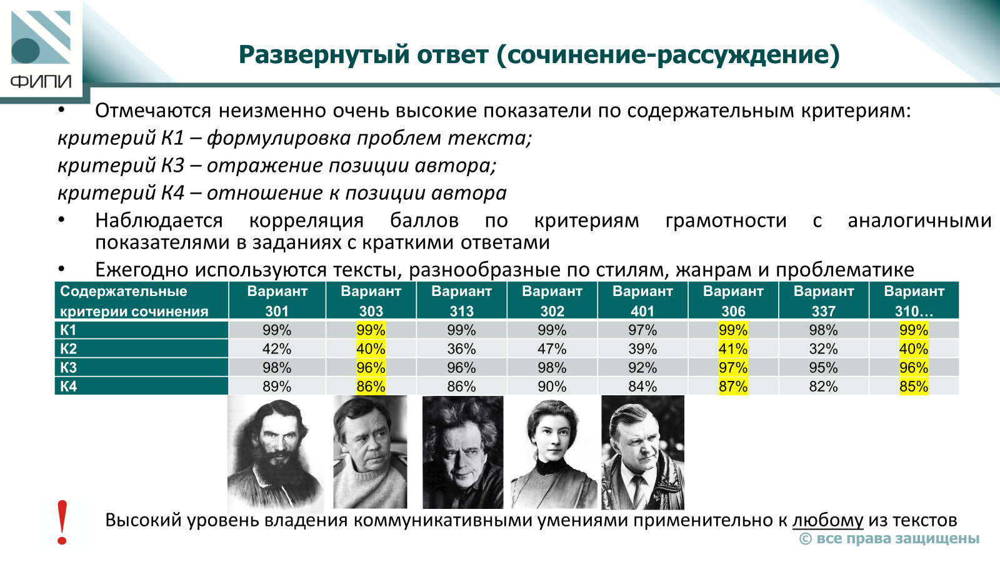 ФИПИ
Развернутый ответ (сочинение-рассуждение)
• Отмечаются неизменно очень высокие показатели по содержательным критериям:
критерий К1 – формулировка проблем текста;
критерий К3 – отражение позиции автора;
критерий К4 – отношение к позиции автора
• Наблюдается корреляция баллов по критериям грамотности с аналогичными
показателями в заданиях с краткими ответами
• Ежегодно используются тексты, разнообразные по стилям, жанрам и проблематике
Содержательные критерии сочинения Вариант 301 Вариант 303 Вариант 313 Вариант 302 Вариант 401 Вариант 306 Вариант 337 Вариант 310...
К1 99% 99% 99% 99% 97% 99% 98% 99%
К2 42% 40% 36% 47% 39% 41% 32% 40%
К3 98% 96% 96% 98% 92% 97% 95% 96%
К4 89% 86% 86% 90% 84% 87% 82% 85%
! Высокий уровень владения коммуникативными умениями применительно к любому из текстов
© все права защищены